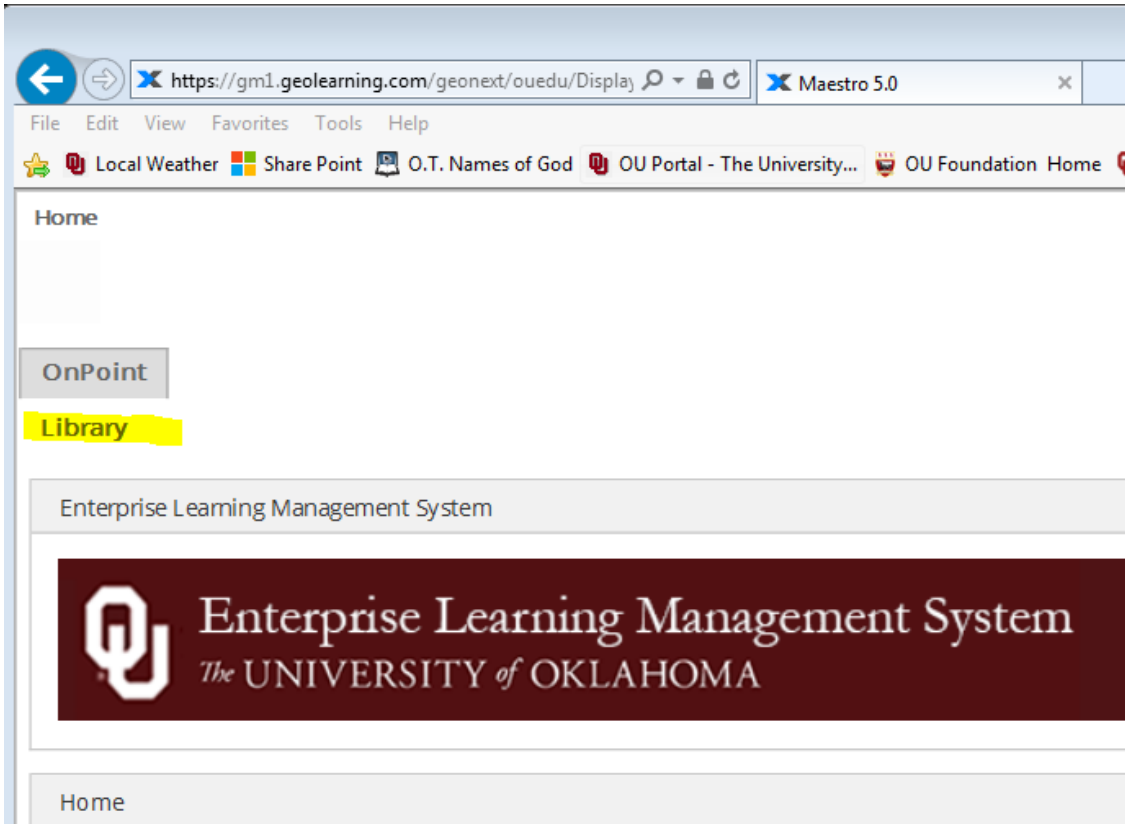 https://gm1.geolearning.com/geonext/ouedu/Display Maestro 5.0
File Edit View Favorites Tools Help
Local Weather Share Point O.T. Names of God OU Portal - The University... OU Foundation Home
Home
OnPoint
Library
Enterprise Learning Management System
Enterprise Learning Management System
The UNIVERSITY of OKLAHOMA
Home